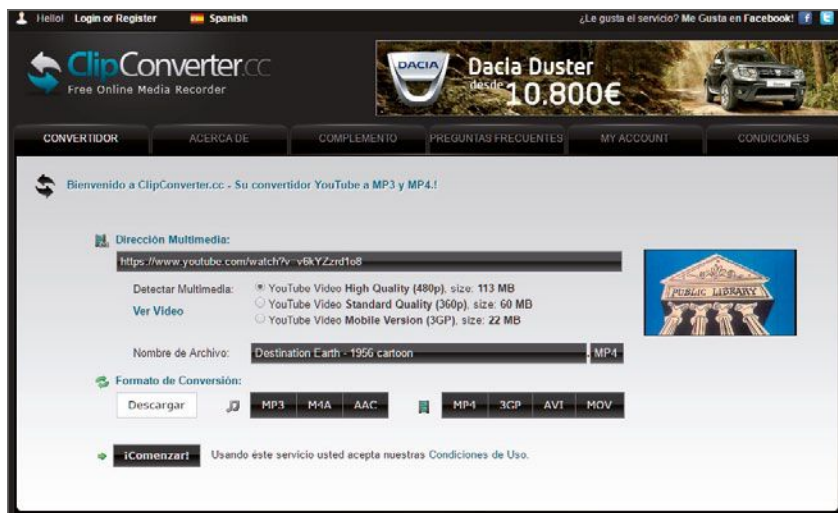 Hello! Login or Register Spanish ¿Le gusta el servicio? Me Gusta en Facebook! f
ClipConverter.cc
Free Online Media Recorder
DACIA Dacia Duster
desde 10.800€
CONVERTIDOR ACERCA DE COMPLEMENTO PREGUNTAS FRECUENTES MY ACCOUNT CONDICIONES
Bienvenido a ClipConverter.cc - Su convertidor YouTube a MP3 y MP4.!
Dirección Multimedia:
https://www.youtube.com/watch?v=v6kYZzrd1o8
Detectar Multimedia: YouTube Video High Quality (480p), size: 113 MB
YouTube Video Standard Quality (360p), size: 60 MB
Ver Video
YouTube Video Mobile Version (3GP), size: 22 MB
PUBLIC LIBRARY
Nombre de Archivo: Destination Earth - 1956 cartoon . MP4
Formato de Conversión:
Descargar MP3 M4A AAC MP4 3GP AVI MOV
¡Comenzar! Usando éste servicio usted acepta nuestras Condiciones de Uso.